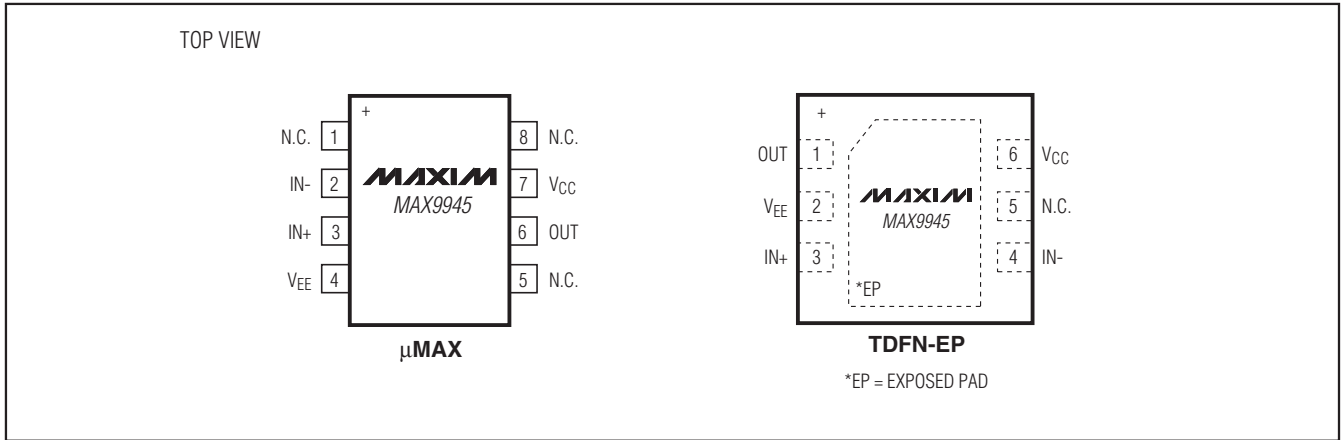 TOP VIEW
+
N.C. 1
8 N.C.
IN- 2
7 VCC
IN+ 3
6 OUT
VEE 4
5 N.C.
MAXIM
MAX9945
µMAX
+
OUT 1
6 VCC
VEE 2
5 N.C.
IN+ 3
4 IN-
MAXIM
MAX9945
*EP
TDFN-EP
*EP = EXPOSED PAD